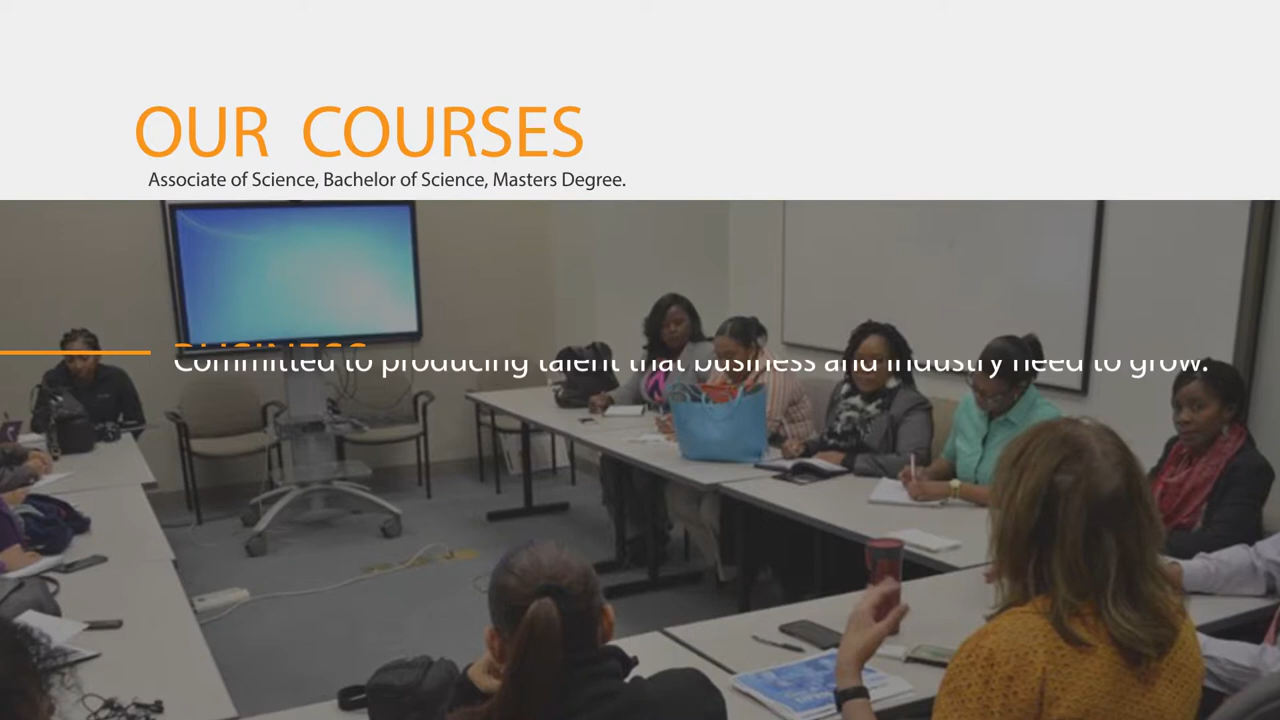 OUR COURSES
Associate of Science, Bachelor of Science, Masters Degree.
BUSINESS
Committed to producing talent that business and industry need to grow.